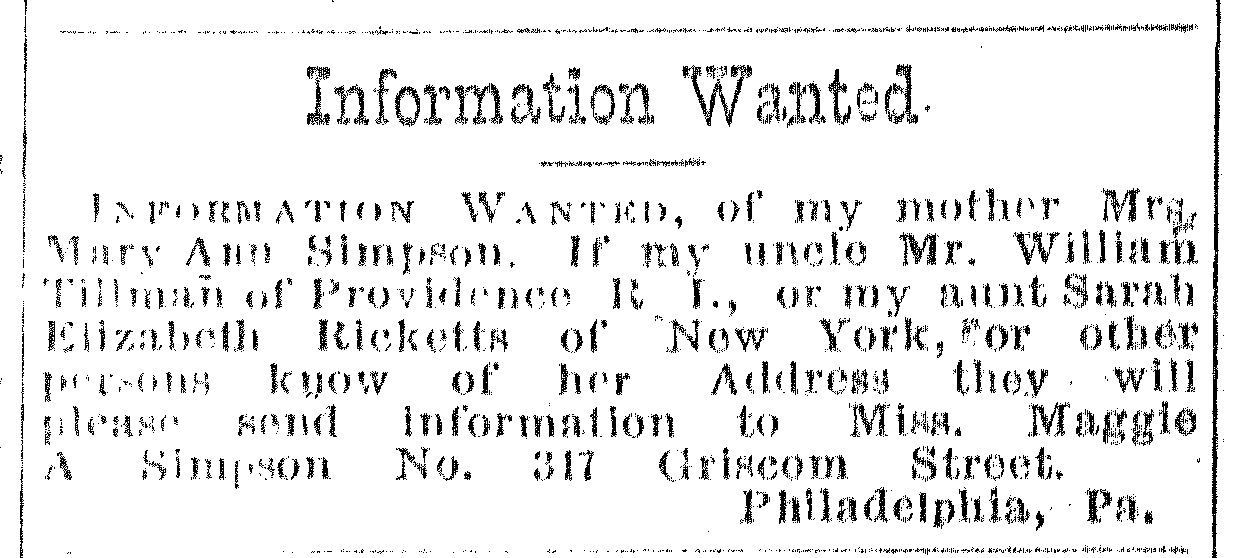 Information Wanted.
INFORMATION WANTED, of my mother Mrs.
Mary Ann Simpson. If my uncle Mr. William
Tillman of Providence R I., or my aunt Sarah
Elizabeth Ricketts of New York, or other
persons know of her Address they will
please send information to Miss. Maggie
A Simpson No. 317 Griscom Street.
Philadelphia, Pa.